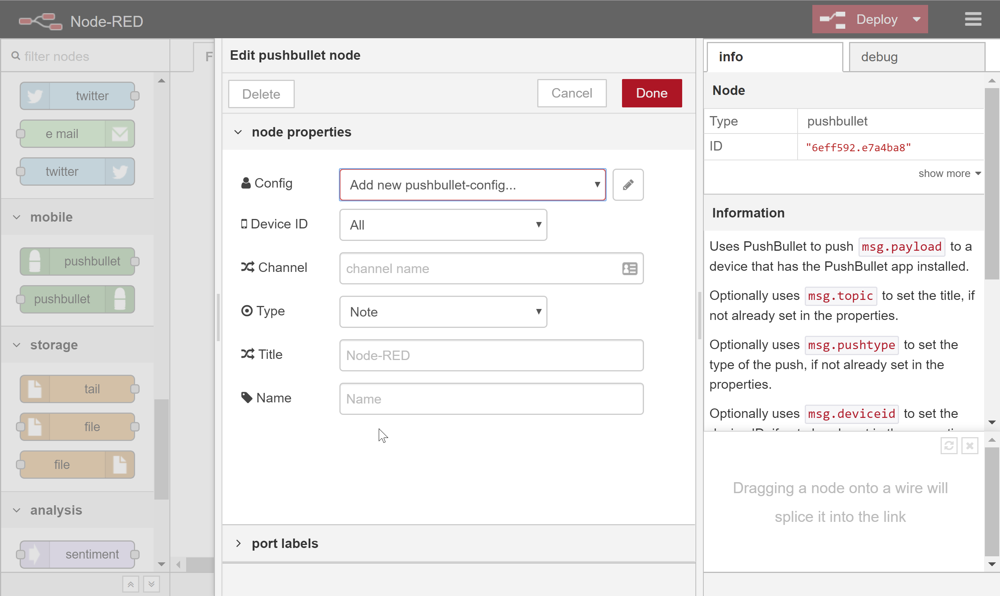 Node-RED
Deploy
filter nodes
twitter
e mail
twitter
mobile
pushbullet
pushbullet
storage
tail
file
file
analysis
sentiment
F
Edit pushbullet node
Delete
Cancel
Done
node properties
Config
Add new pushbullet-config...
Device ID
All
Channel
channel name
Type
Note
Title
Node-RED
Name
Name
port labels
info
debug
Node
Type
pushbullet
ID
"6eff592.e7a4ba8"
show more
Information
Uses PushBullet to push msg.payload to a
device that has the PushBullet app installed.
Optionally uses msg.topic to set the title, if
not already set in the properties.
Optionally uses msg.pushtype to set the
type of the push, if not already set in the
properties.
Optionally uses msg.deviceid to set the
Dragging a node onto a wire will
splice it into the link